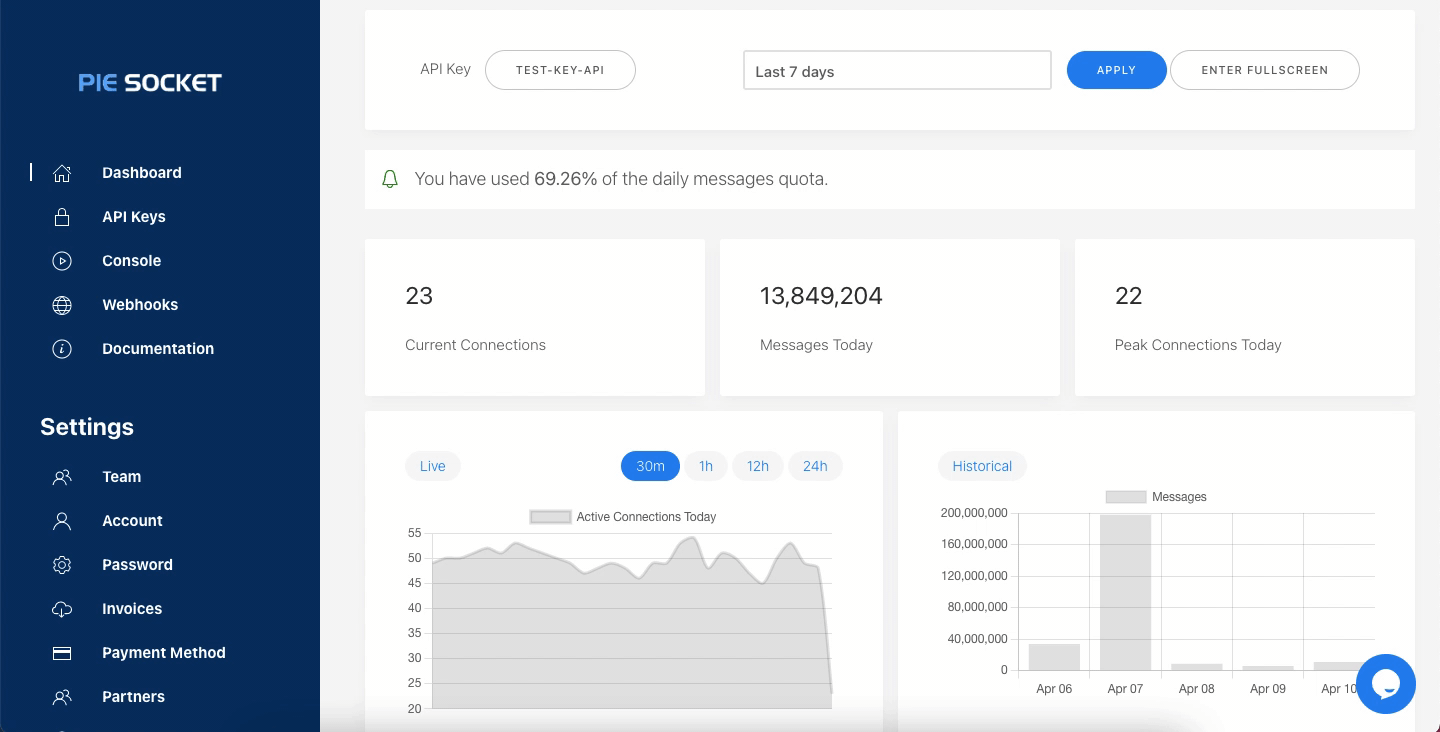 PIE SOCKET
Dashboard
API Keys
Console
Webhooks
Documentation
Settings
Team
Account
Password
Invoices
Payment Method
Partners
API Key TEST-KEY-API Last 7 days APPLY ENTER FULLSCREEN
You have used 69.26% of the daily messages quota.
23
Current Connections
13,849,204
Messages Today
22
Peak Connections Today
Live 30m 1h 12h 24h
Active Connections Today
55
50
45
40
35
30
25
20
Historical
Messages
200,000,000
160,000,000
120,000,000
80,000,000
40,000,000
0
Apr 06 Apr 07 Apr 08 Apr 09 Apr 10